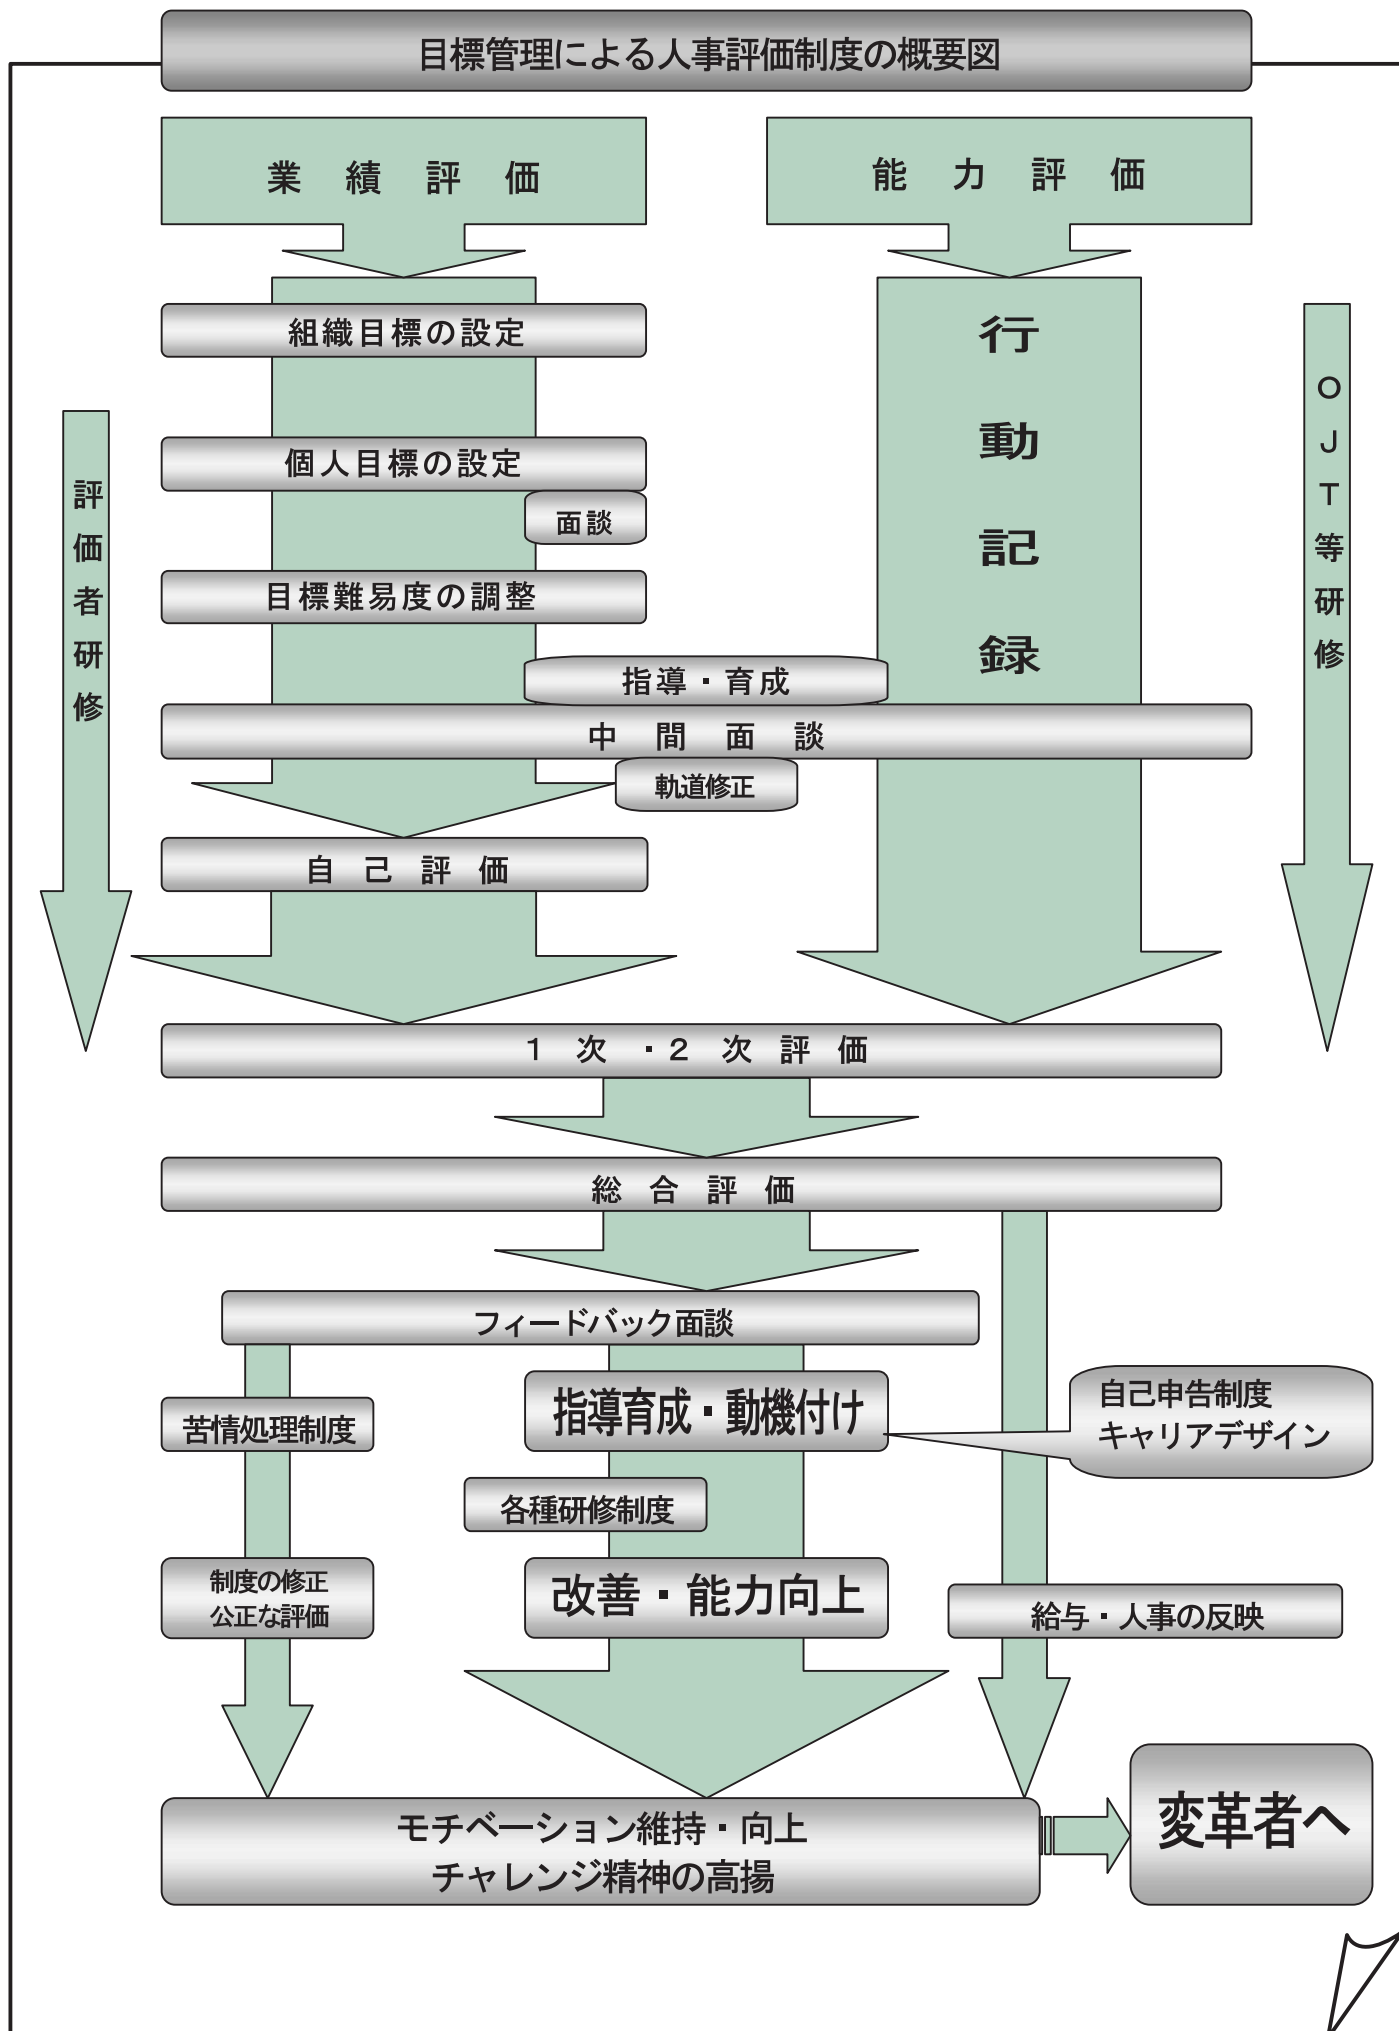 目標管理による人事評価制度の概要図
業績評価
能力評価
組織目標の設定
個人目標の設定
面談
目標難易度の調整
指導・育成
中間面談
軌道修正
自己評価
行動記録
評価者研修
OJT等研修
1次・2次評価
総合評価
フィードバック面談
苦情処理制度
指導育成・動機付け
自己申告制度
キャリアデザイン
各種研修制度
制度の修正
公正な評価
改善・能力向上
給与・人事の反映
モチベーション維持・向上
チャレンジ精神の高揚
変革者へ